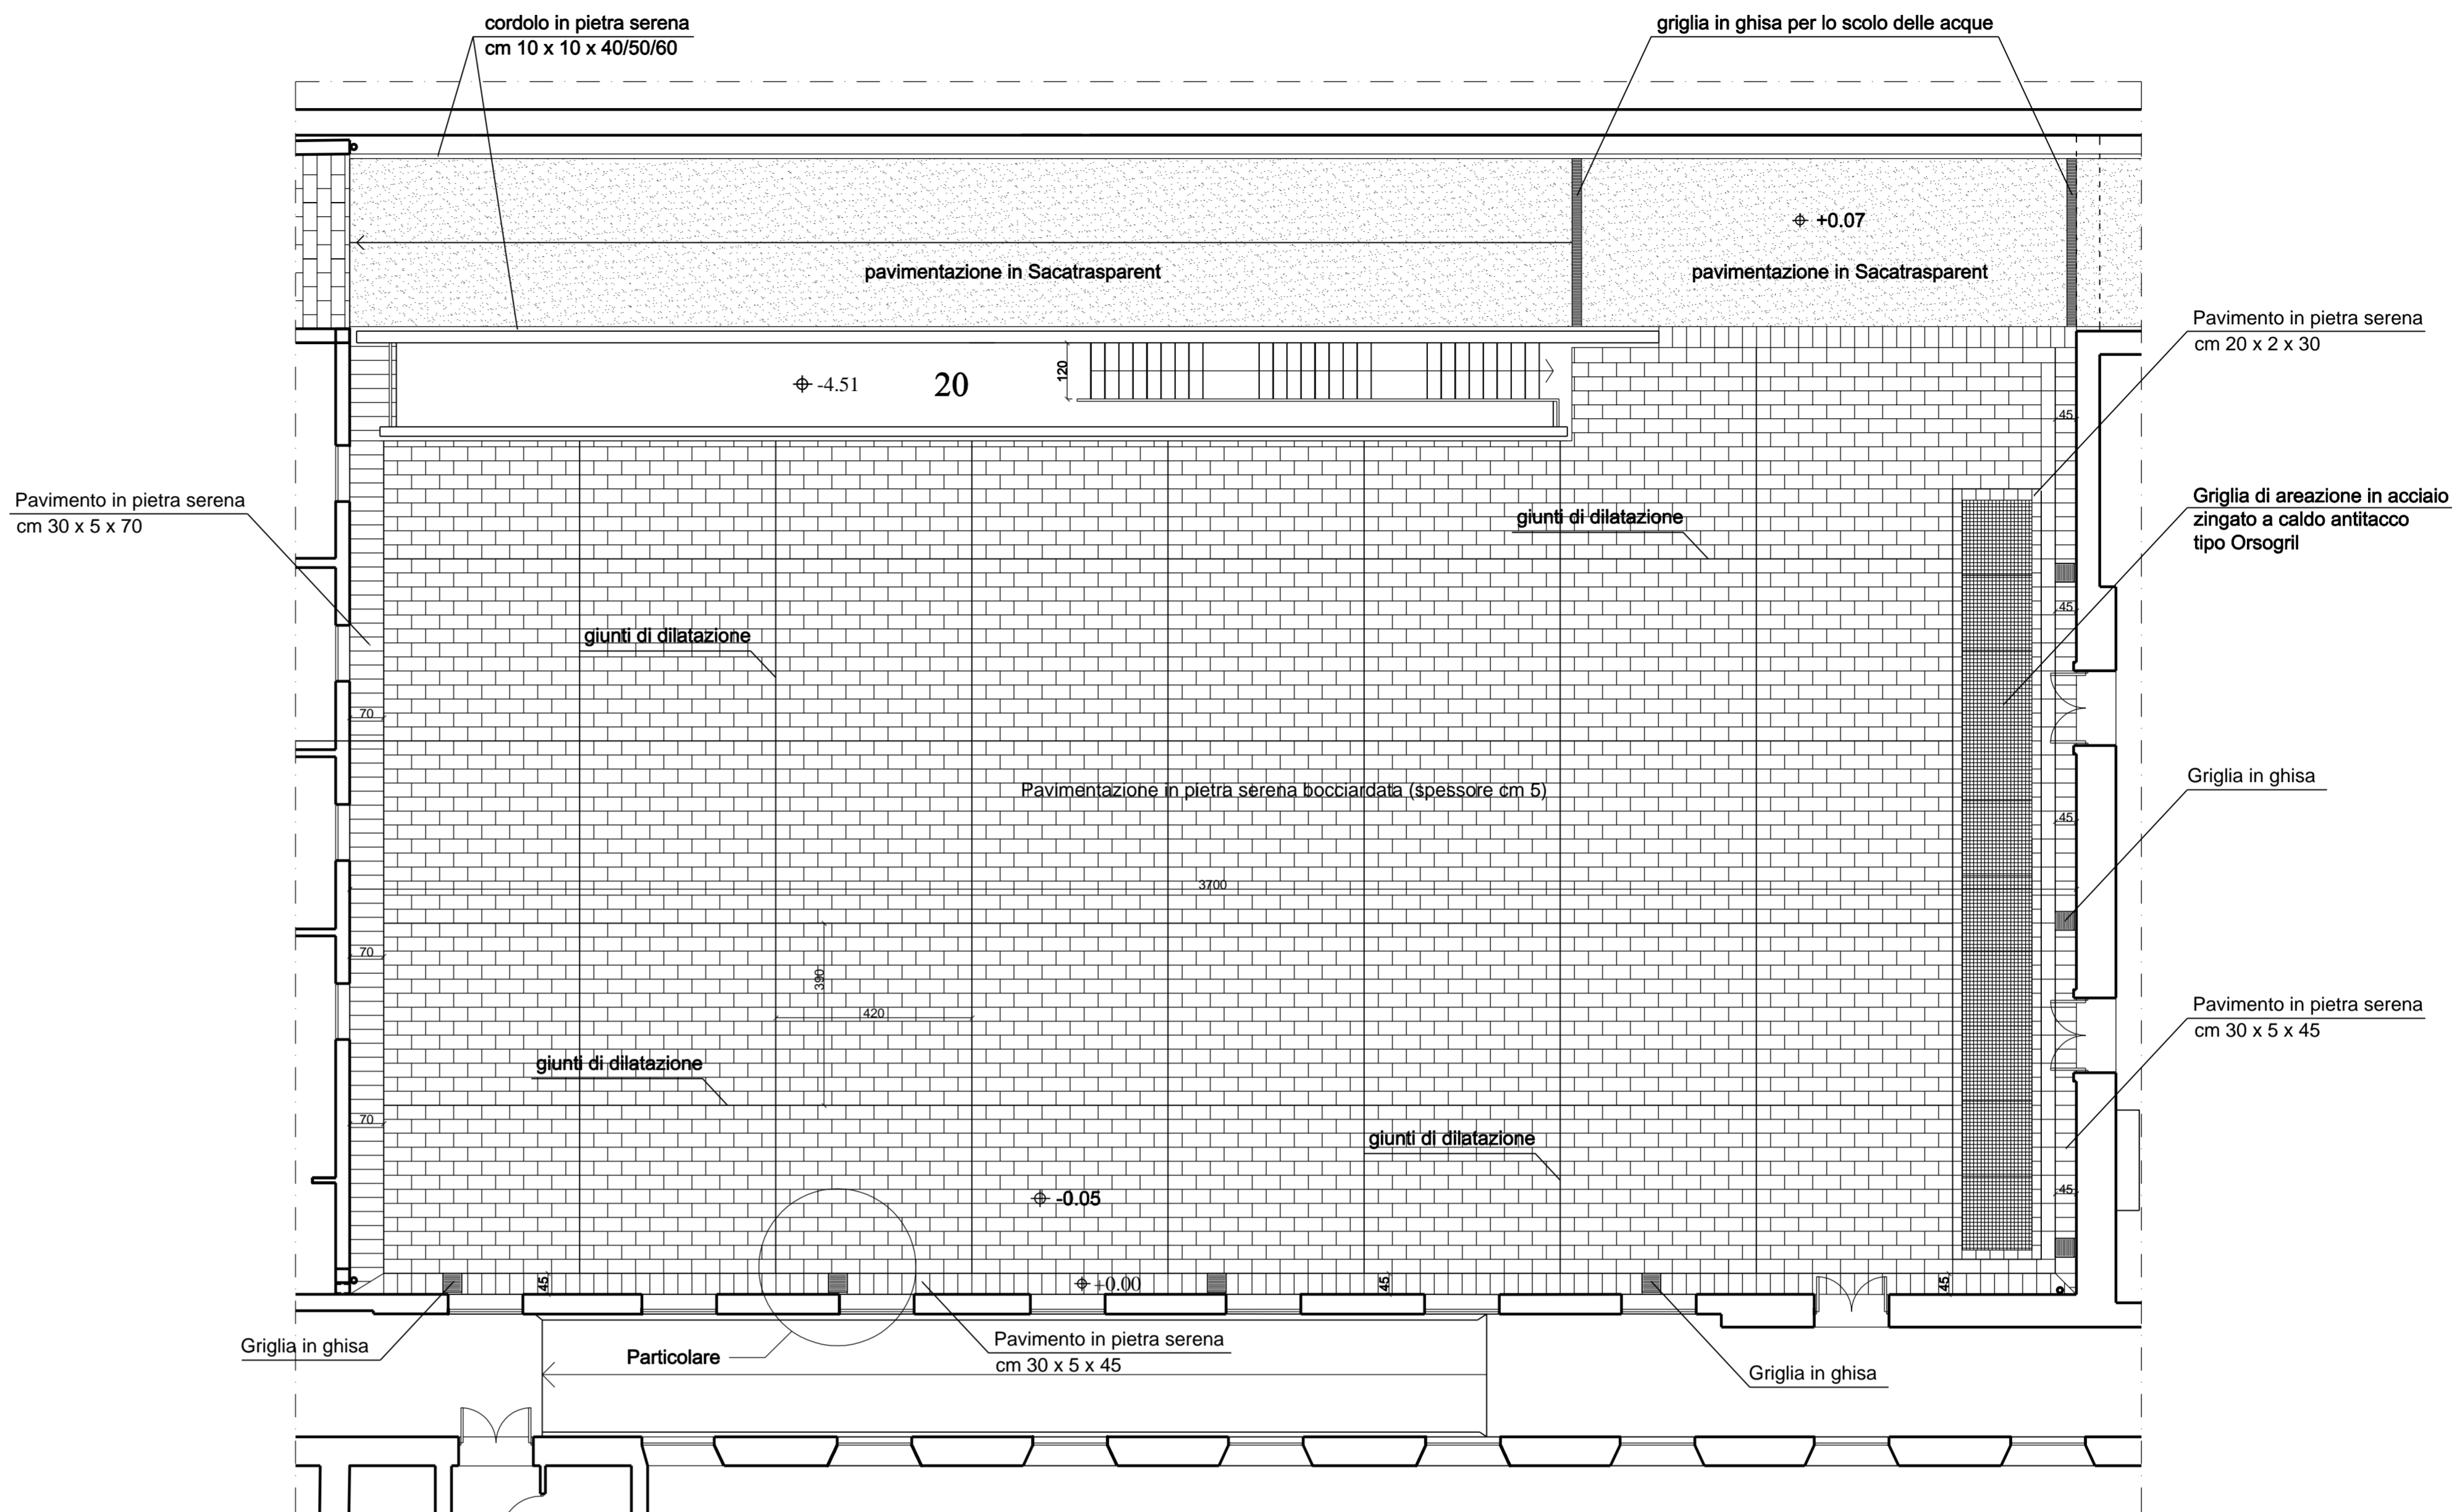 cordolo in pietra serena
cm 10 x 10 x 40/50/60
griglia in ghisa per lo scolo delle acque
+0.07
pavimentazione in Sacatrasparent
pavimentazione in Sacatrasparent
Pavimento in pietra serena
cm 20 x 2 x 30
-4.51
20
120
45
Pavimento in pietra serena
cm 30 x 5 x 70
giunti di dilatazione
Griglia di areazione in acciaio
zingato a caldo antitacco
tipo Orsogril
giunti di dilatazione
45
70
Griglia in ghisa
Pavimentazione in pietra serena bocciardata (spessore cm 5)
45
3700
70
390
420
Pavimento in pietra serena
cm 30 x 5 x 45
giunti di dilatazione
70
giunti di dilatazione
-0.05
45
45
+0.00
45
45
Griglia in ghisa
Particolare
Pavimento in pietra serena
cm 30 x 5 x 45
Griglia in ghisa